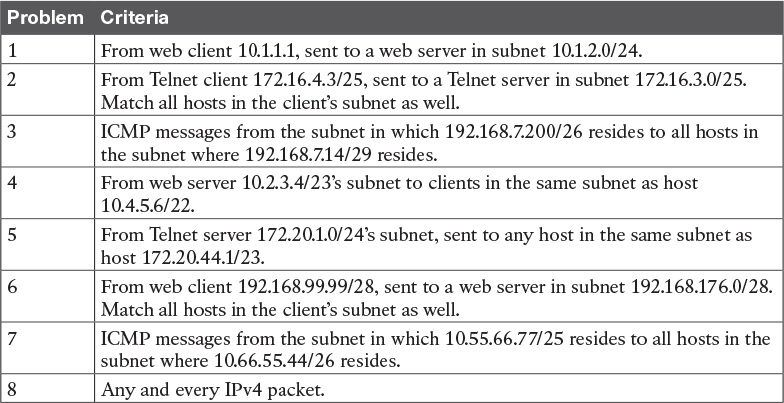 Problem Criteria
1 From web client 10.1.1.1, sent to a web server in subnet 10.1.2.0/24.
2 From Telnet client 172.16.4.3/25, sent to a Telnet server in subnet 172.16.3.0/25.
Match all hosts in the client’s subnet as well.
3 ICMP messages from the subnet in which 192.168.7.200/26 resides to all hosts in
the subnet where 192.168.7.14/29 resides.
4 From web server 10.2.3.4/23’s subnet to clients in the same subnet as host
10.4.5.6/22.
5 From Telnet server 172.20.1.0/24’s subnet, sent to any host in the same subnet as
host 172.20.44.1/23.
6 From web client 192.168.99.99/28, sent to a web server in subnet 192.168.176.0/28.
Match all hosts in the client’s subnet as well.
7 ICMP messages from the subnet in which 10.55.66.77/25 resides to all hosts in the
subnet where 10.66.55.44/26 resides.
8 Any and every IPv4 packet.